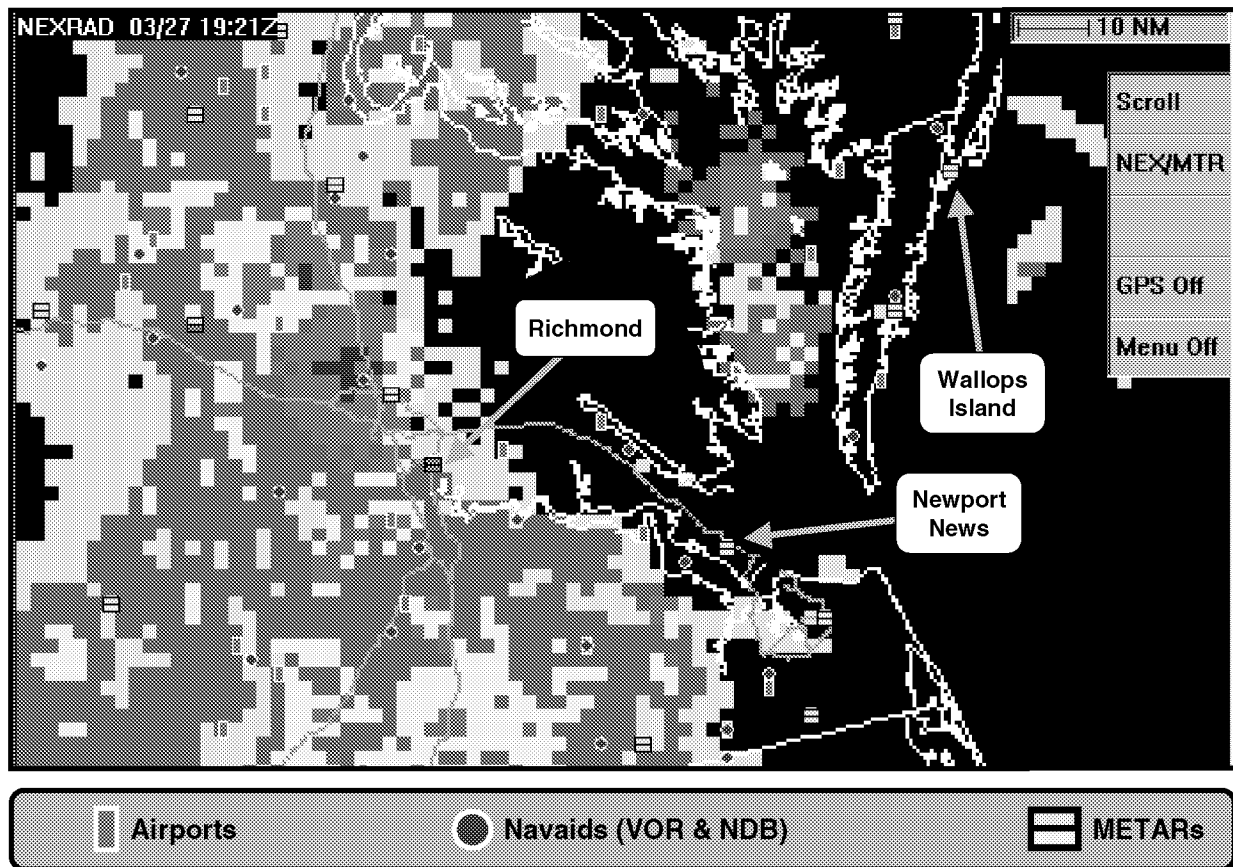 NEXRAD 03/27 19:21Z
10 NM
Scroll
NEX/MTR
GPS Off
Menu Off
Richmond
Wallops
Island
Newport
News
Airports
Navaids (VOR & NDB)
METARs